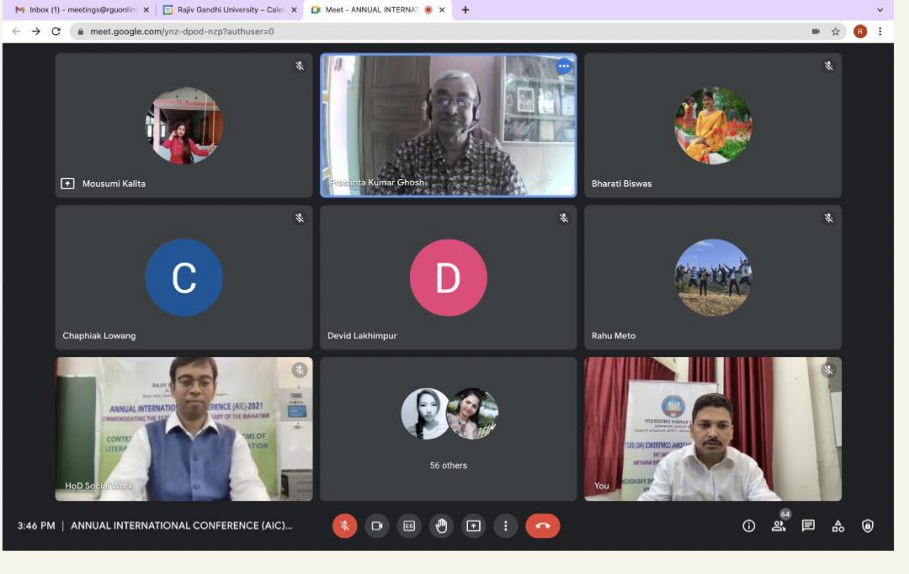 Inbox (1) - meetings@rguonlin
Rajiv Gandhi University – Cale
Meet - ANNUAL INTERNAT
meet.google.com/ynz-dpod-nzp?authuser=0
R
Mousumi Kalita
Prasanta Kumar Ghosh
Bharati Biswas
C
Chaphiak Lowang
D
Devid Lakhimpur
Rahu Meto
ANNUAL INTERNATIO ERENCE (AIC)-2021
HoD Social Work
56 others
You
3:46 PM | ANNUAL INTERNATIONAL CONFERENCE (AIC)...
64